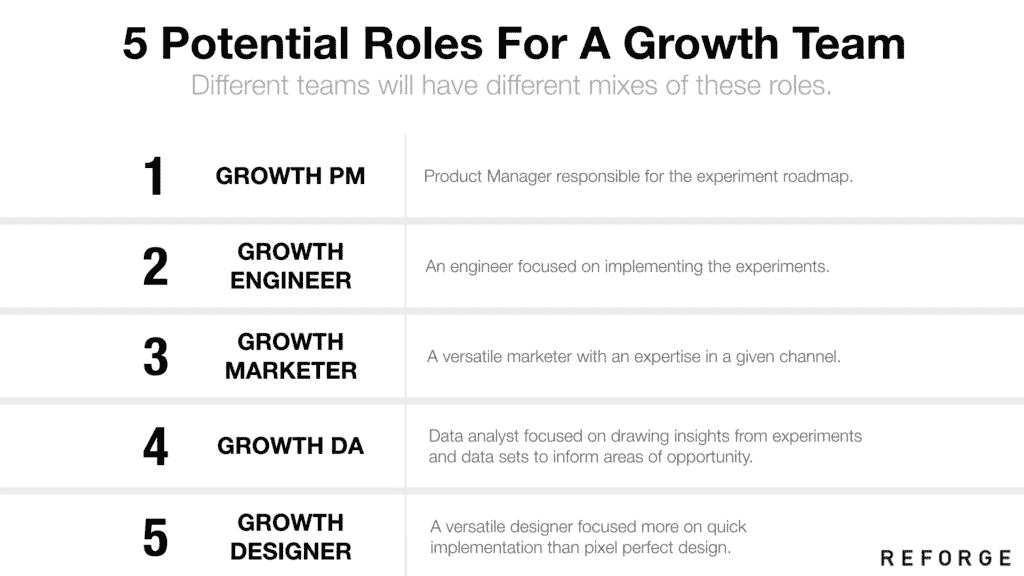 5 Potential Roles For A Growth Team
Different teams will have different mixes of these roles.
1
GROWTH PM
Product Manager responsible for the experiment roadmap.
2
GROWTH
ENGINEER
An engineer focused on implementing the experiments.
3
GROWTH
MARKETER
A versatile marketer with an expertise in a given channel.
4
GROWTH DA
Data analyst focused on drawing insights from experiments
and data sets to inform areas of opportunity.
5
GROWTH
DESIGNER
A versatile designer focused more on quick
implementation than pixel perfect design.
REFORGE